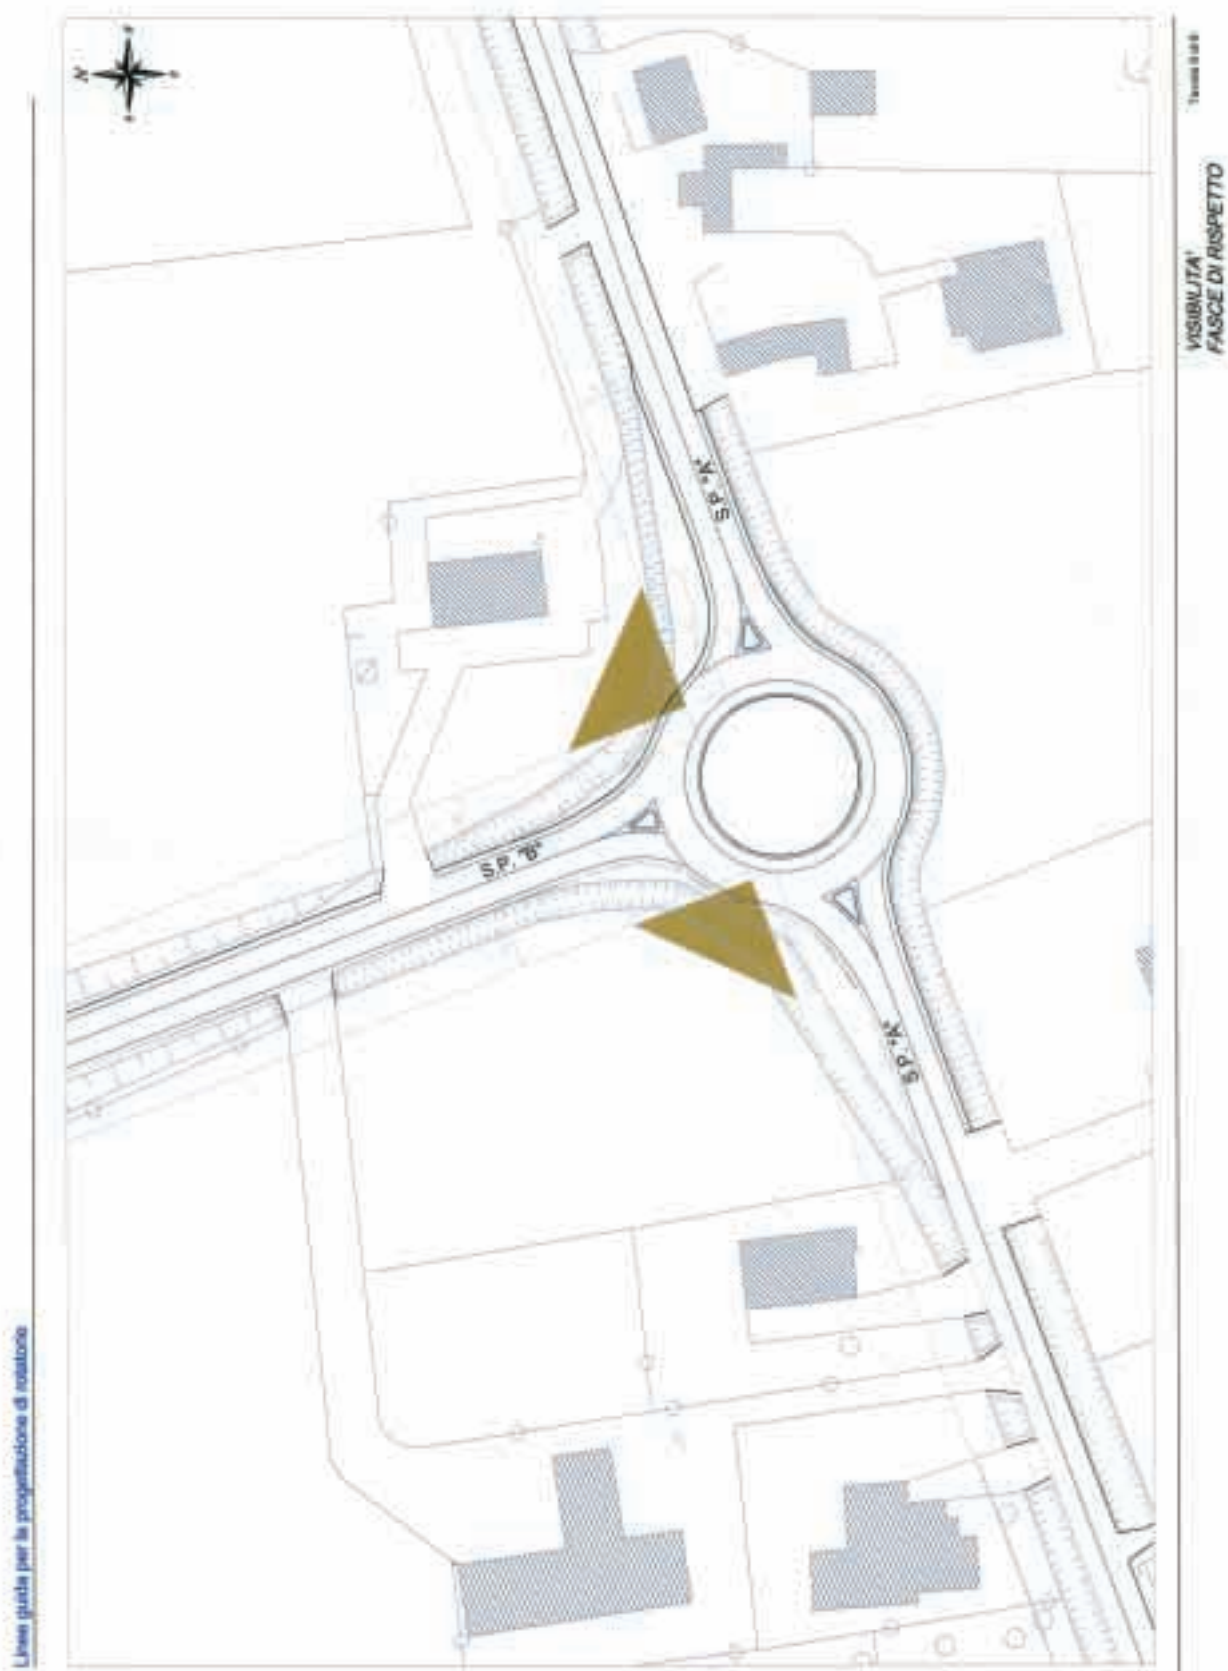 Linee guida per la progettazione di rotatorie
N
S.P. "A"
S.P. "B"
S.P. "A"
VISIBILITA'
FASCE DI RISPETTO